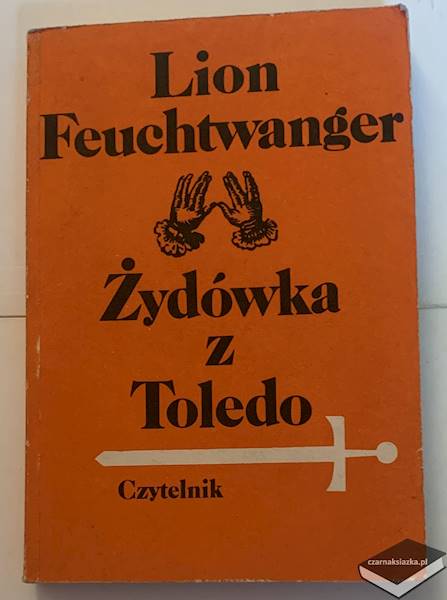 Lion
Feuchtwanger
Żydówka
z
Toledo
Czytelnik
czarnaksiazka.pl